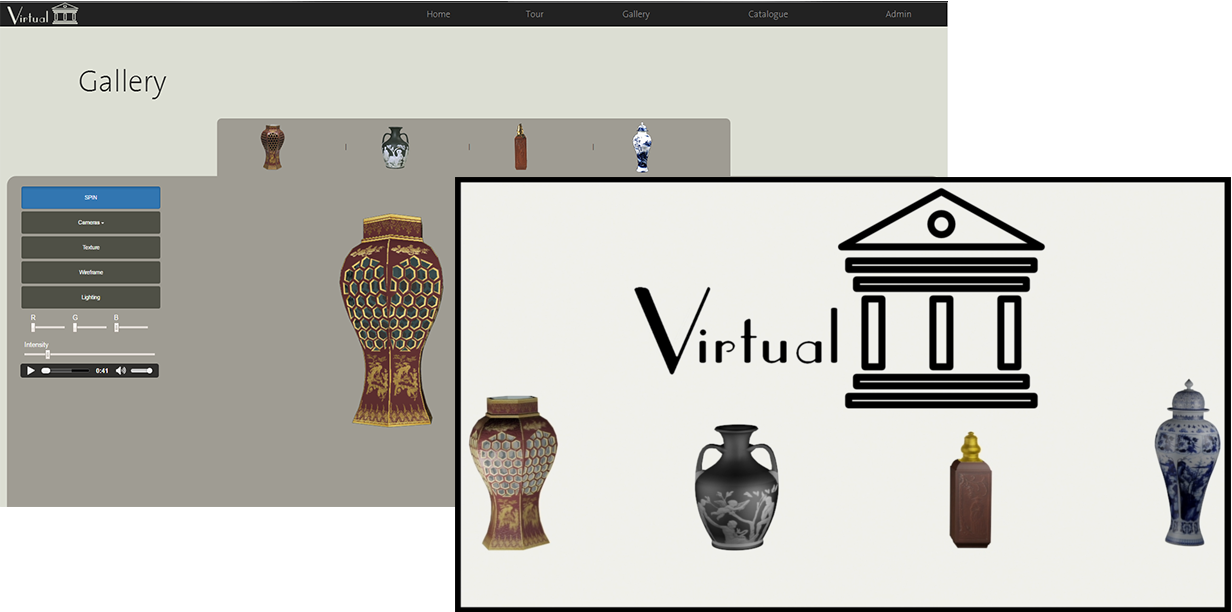 Virtual
Home Tour Gallery Catalogue Admin
Gallery
SPIN
Cameras
Texture
Wireframe
Lighting
R G B
Intensity
0:41
Virtual